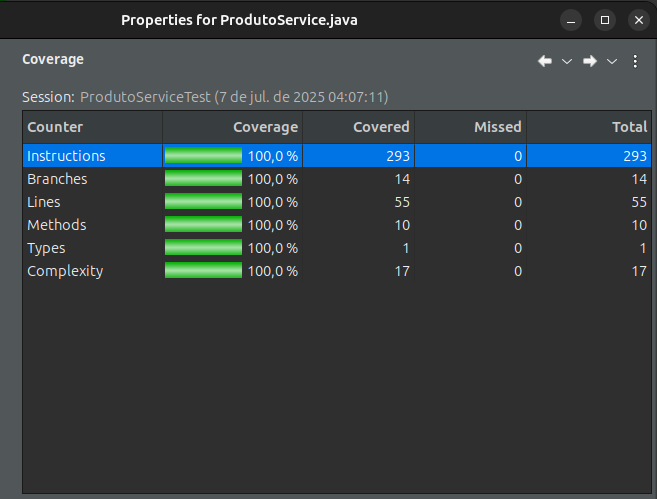 Properties for ProdutoService.java
Coverage
Session: ProdutoServiceTest (7 de jul. de 2025 04:07:11)
Counter Coverage Covered Missed Total
Instructions 100,0 % 293 0 293
Branches 100,0 % 14 0 14
Lines 100,0 % 55 0 55
Methods 100,0 % 10 0 10
Types 100,0 % 1 0 1
Complexity 100,0 % 17 0 17